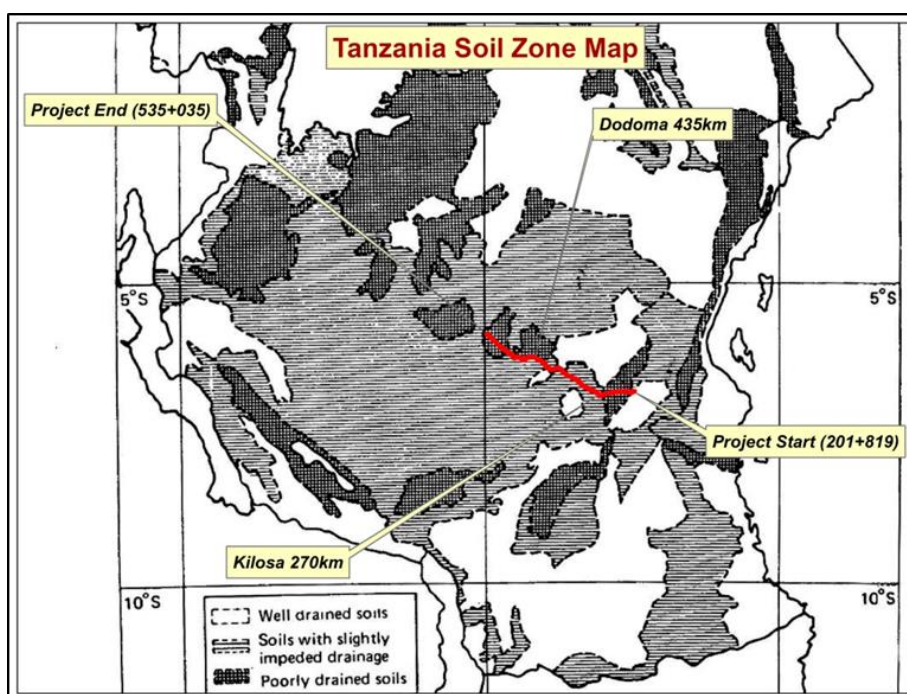 Tanzania Soil Zone Map
Project End (535+035)
Dodoma 435km
5°S
5°S
Project Start (201+819)
Kilosa 270km
10°S
10°S
Well drained soils
Soils with slightly
impeded drainage
Poorly drained soils